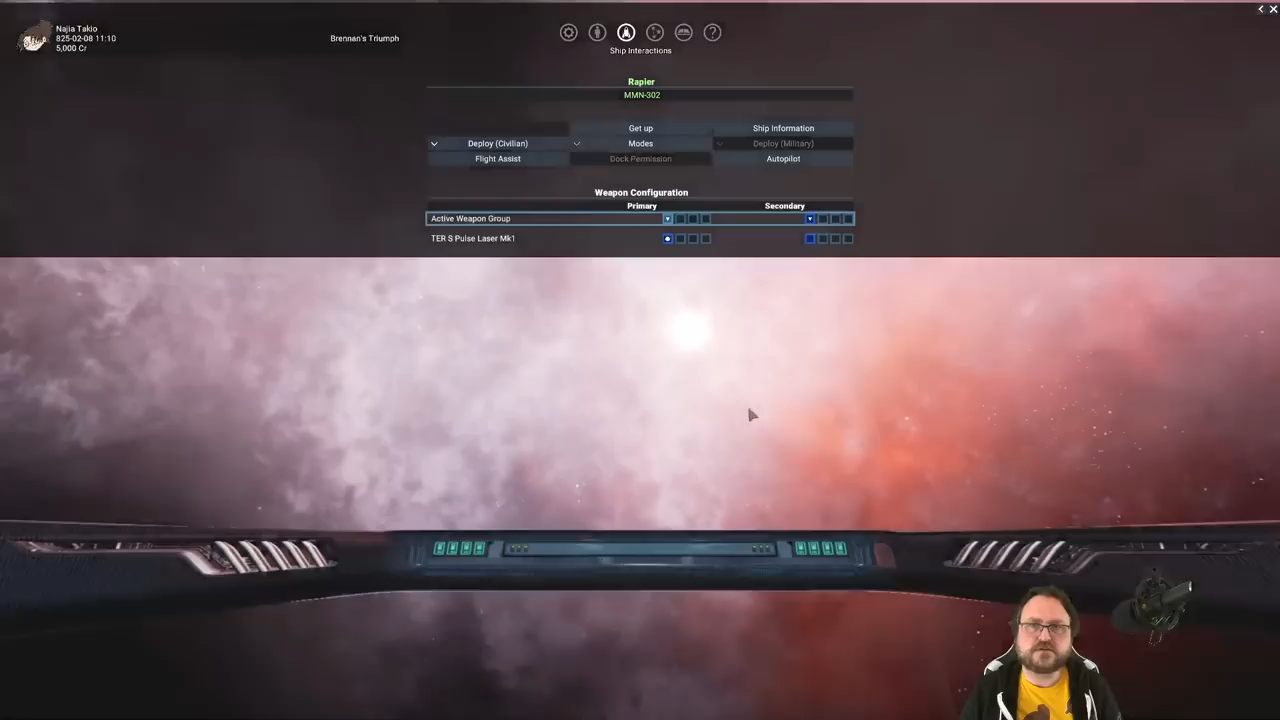 Najia Takio
825-02-08 11:10
5,000 Cr
Brennan's Triumph
?
Ship Interactions
Rapier
MMN-302
Get up
Ship Information
Deploy (Civilian)
Modes
Deploy (Military)
Flight Assist
Dock Permission
Autopilot
Weapon Configuration
Primary
Secondary
Active Weapon Group
TER S Pulse Laser Mk1